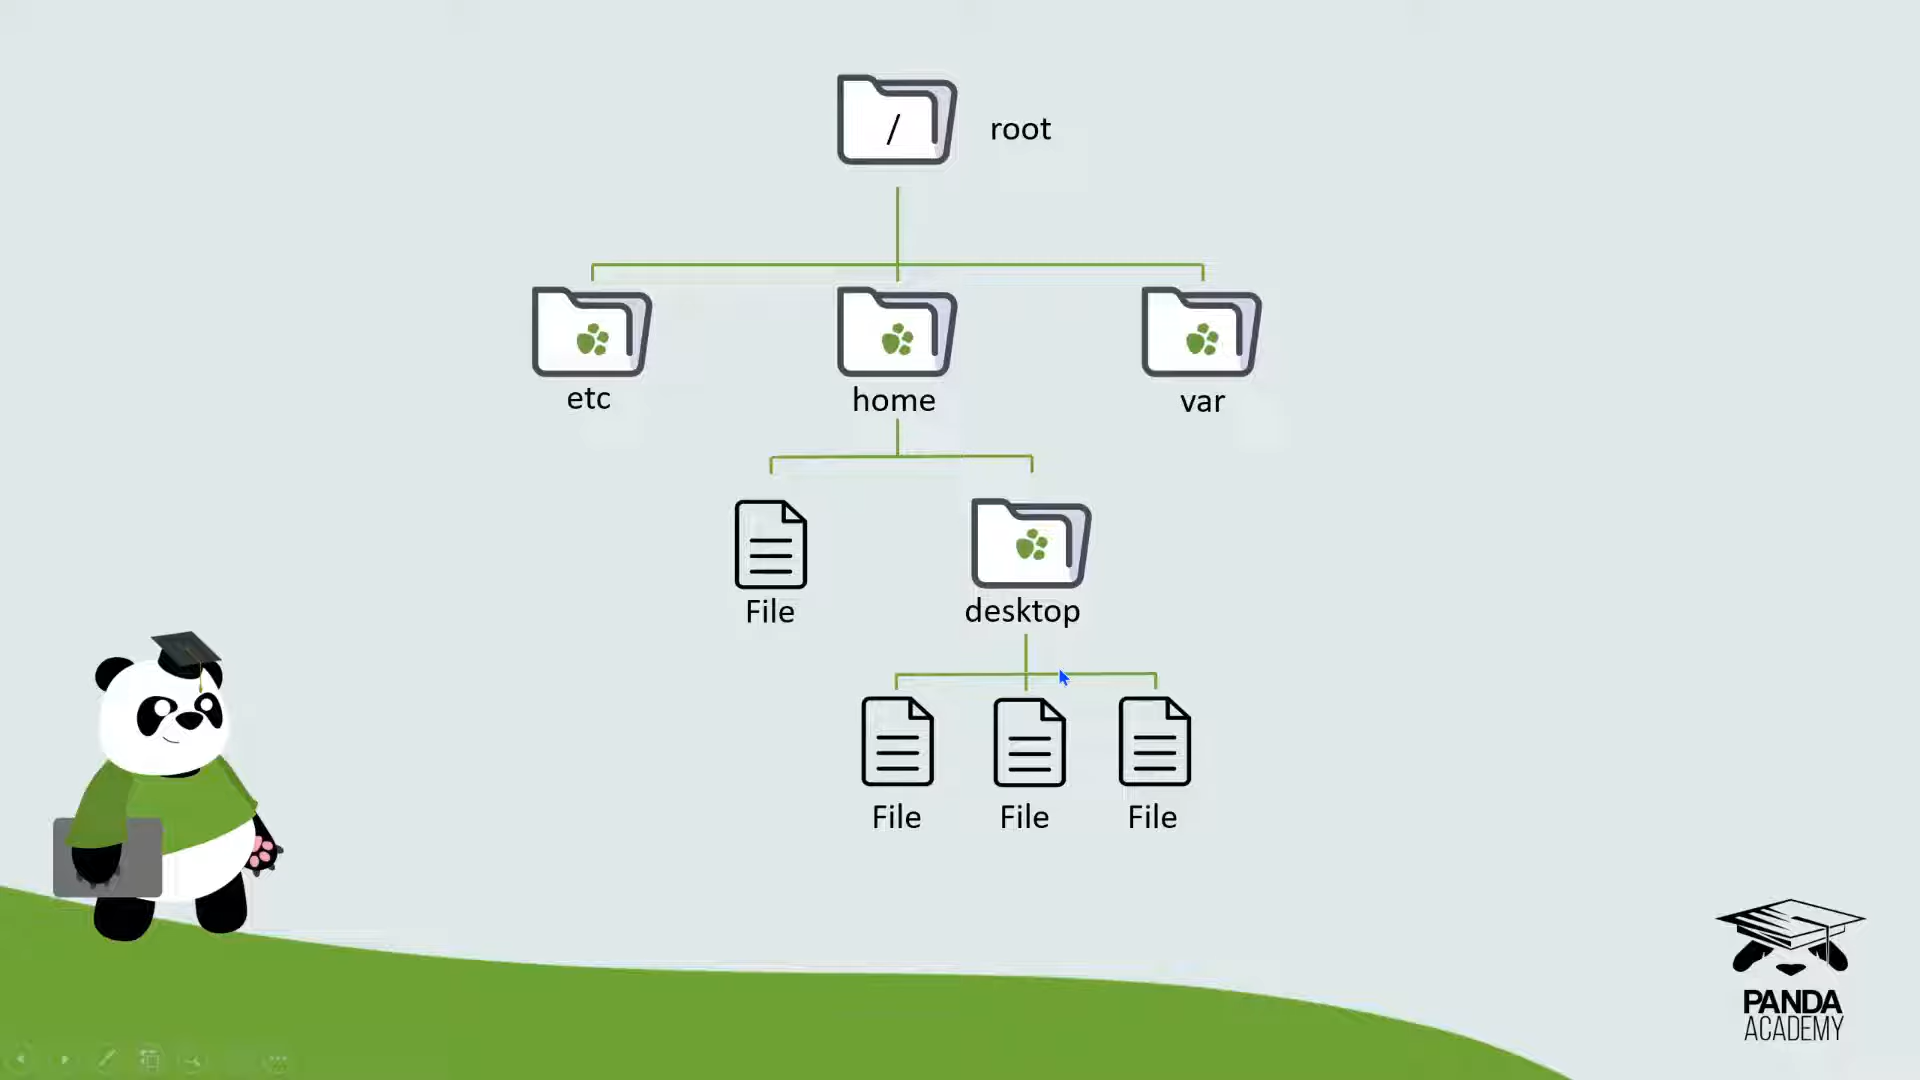 /
root
etc
home
var
File
desktop
File
File
File
PANDA
ACADEMY